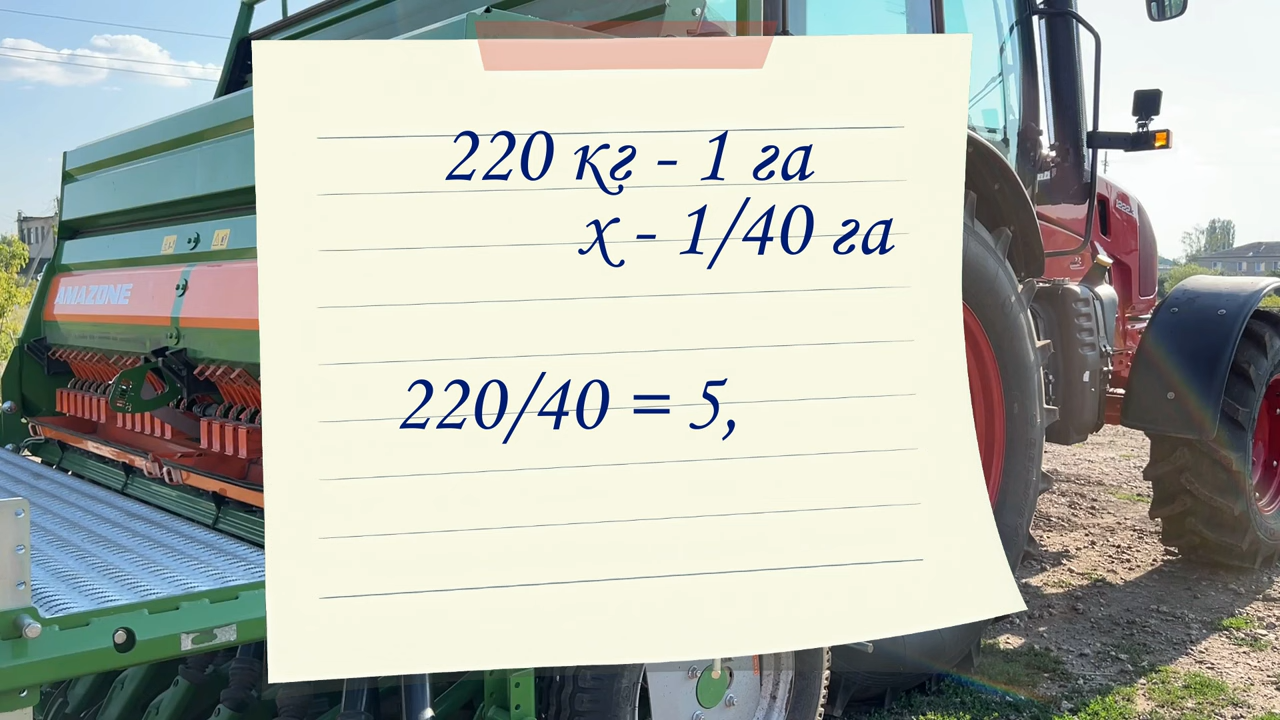 220 кг - 1 га
х - 1/40 га
220/40 = 5,
AMAZONE